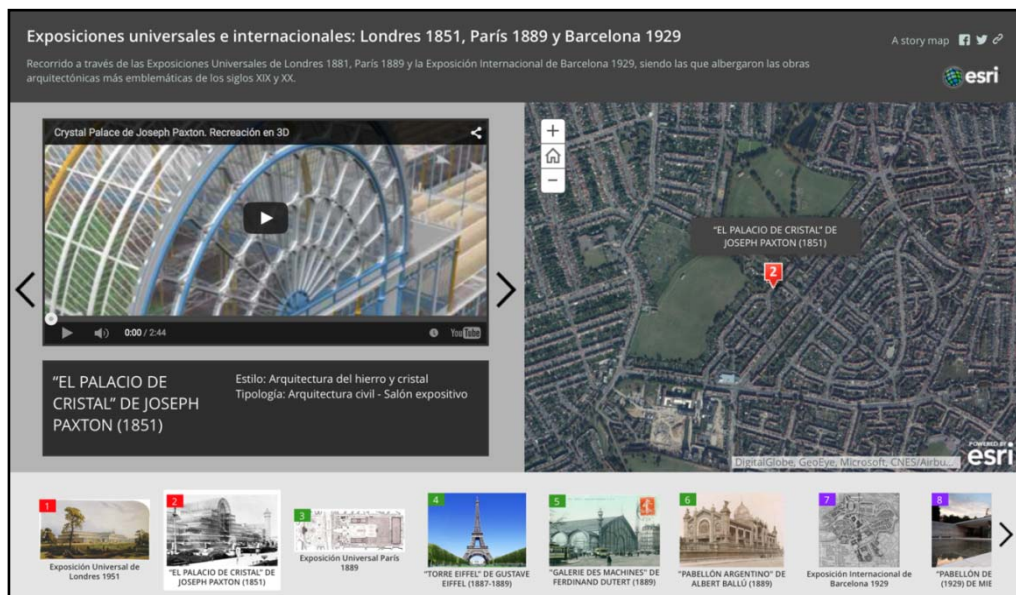 Exposiciones universales e internacionales: Londres 1851, París 1889 y Barcelona 1929
A story map
Recorrido a través de las Exposiciones Universales de Londres 1881, París 1889 y la Exposición Internacional de Barcelona 1929, siendo las que albergaron las obras
arquitectónicas más emblemáticas de los siglos XIX y XX.
esri
Crystal Palace de Joseph Paxton. Recreación en 3D
0:00 / 2:44
YouTube
"EL PALACIO DE
CRISTAL" DE JOSEPH
PAXTON (1851)
Estilo: Arquitectura del hierro y cristal
Tipología: Arquitectura civil - Salón expositivo
+
−
"EL PALACIO DE CRISTAL" DE
JOSEPH PAXTON (1851)
2
POWERED BY
esri
DigitalGlobe, GeoEye, Microsoft, CNES/Airbu...
1
Exposición Universal de
Londres 1951
2
"EL PALACIO DE CRISTAL" DE
JOSEPH PAXTON (1851)
3
Exposición Universal París
1889
4
"TORRE EIFFEL" DE GUSTAVE
EIFFEL (1887-1889)
5
"GALERIE DES MACHINES" DE
FERDINAND DUTERT (1889)
6
"PABELLÓN ARGENTINO" DE
ALBERT BALLÚ (1889)
7
Exposición Internacional de
Barcelona 1929
8
"PABELLÓN DE
(1929) DE MIE